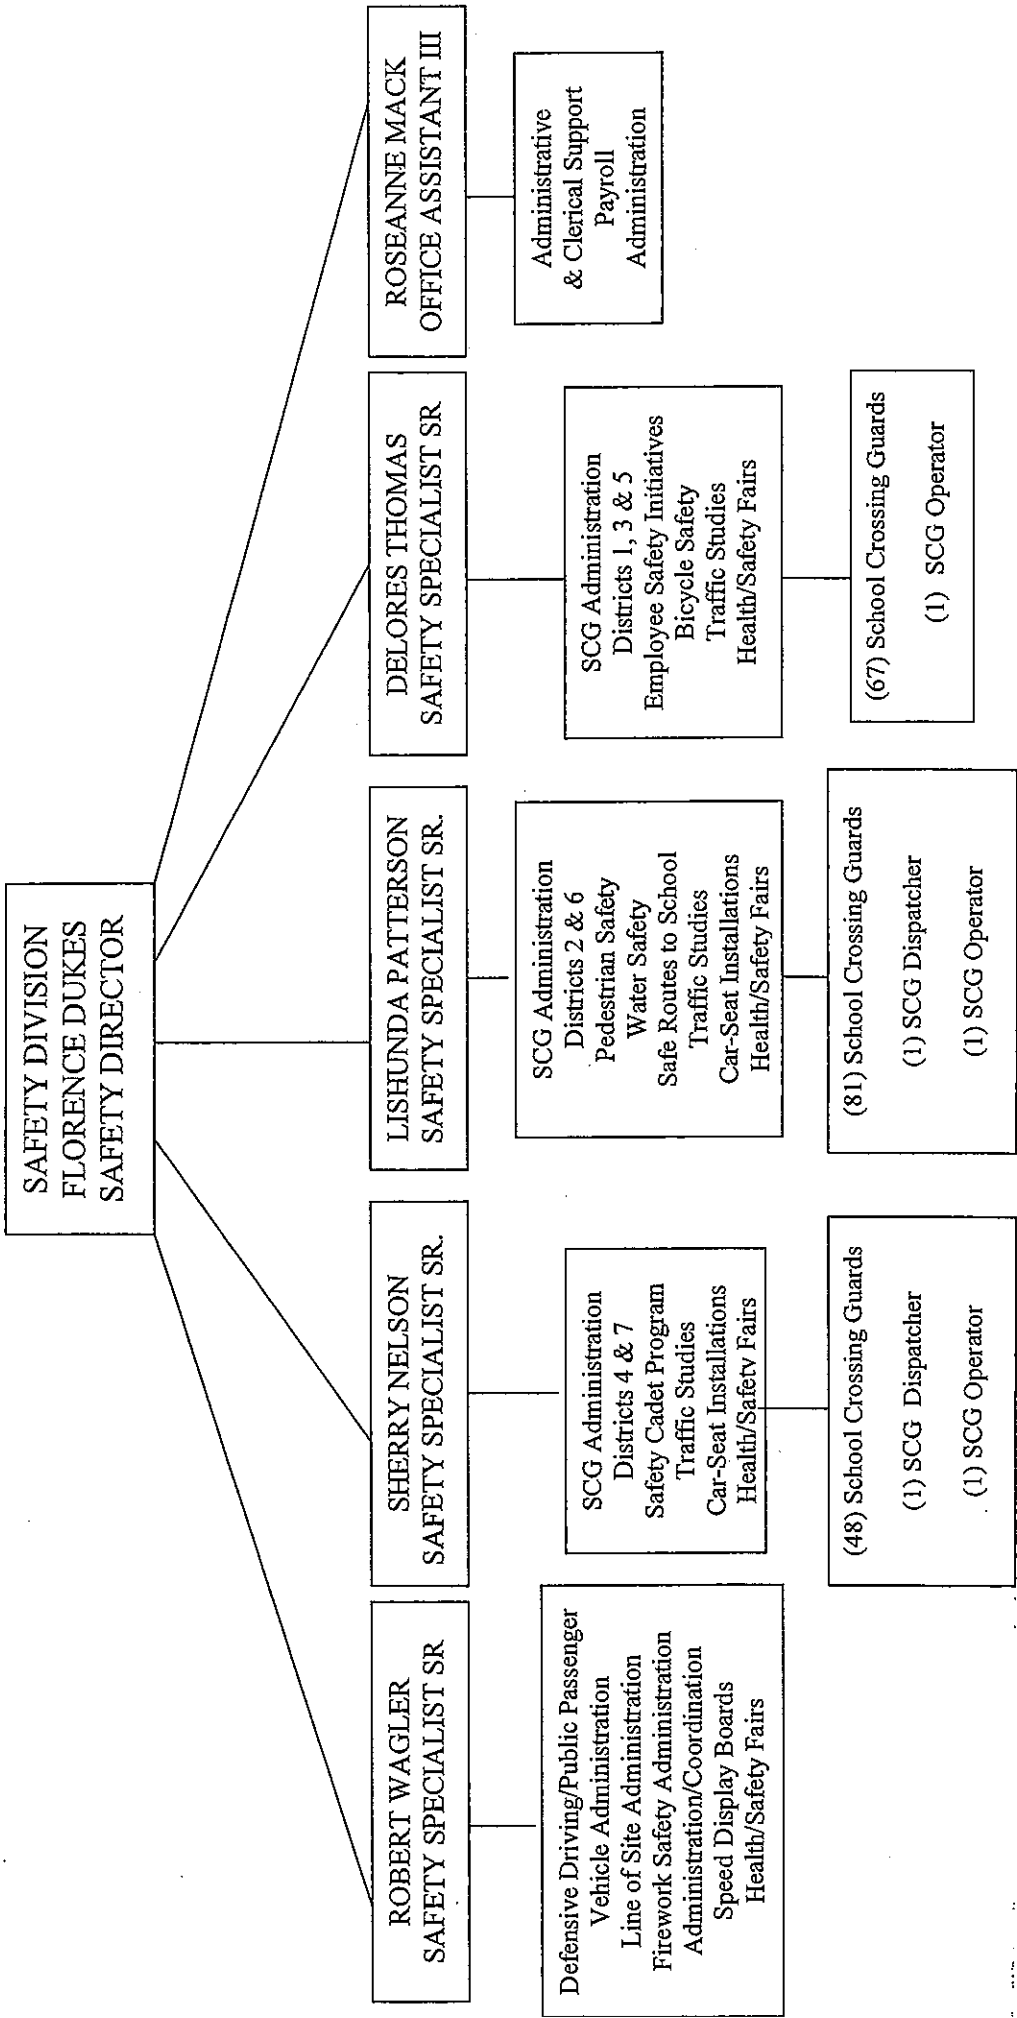 SAFETY DIVISION
FLORENCE DUKES
SAFETY DIRECTOR
ROBERT WAGLER
SAFETY SPECIALIST SR
Defensive Driving/Public Passenger
Vehicle Administration
Line of Site Administration
Firework Safety Administration
Administration/Coordination
Speed Display Boards
Health/Safety Fairs
SHERRY NELSON
SAFETY SPECIALIST SR.
SCG Administration
Districts 4 & 7
Safety Cadet Program
Traffic Studies
Car-Seat Installations
Health/Safety Fairs
(48) School Crossing Guards
(1) SCG Dispatcher
(1) SCG Operator
LISHUNDA PATTERSON
SAFETY SPECIALIST SR.
SCG Administration
Districts 2 & 6
Pedestrian Safety
Water Safety
Safe Routes to School
Traffic Studies
Car-Seat Installations
Health/Safety Fairs
(81) School Crossing Guards
(1) SCG Dispatcher
(1) SCG Operator
DELORES THOMAS
SAFETY SPECIALIST SR
SCG Administration
Districts 1, 3 & 5
Employee Safety Initiatives
Bicycle Safety
Traffic Studies
Health/Safety Fairs
(67) School Crossing Guards
(1) SCG Operator
ROSEANNE MACK
OFFICE ASSISTANT III
Administrative
& Clerical Support
Payroll
Administration